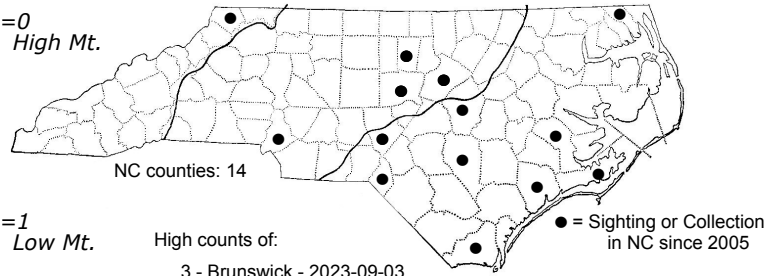 =0
High Mt.
NC counties: 14
=1
Low Mt.
High counts of:
3 - Brunswick - 2023-09-03
● = Sighting or Collection
in NC since 2005